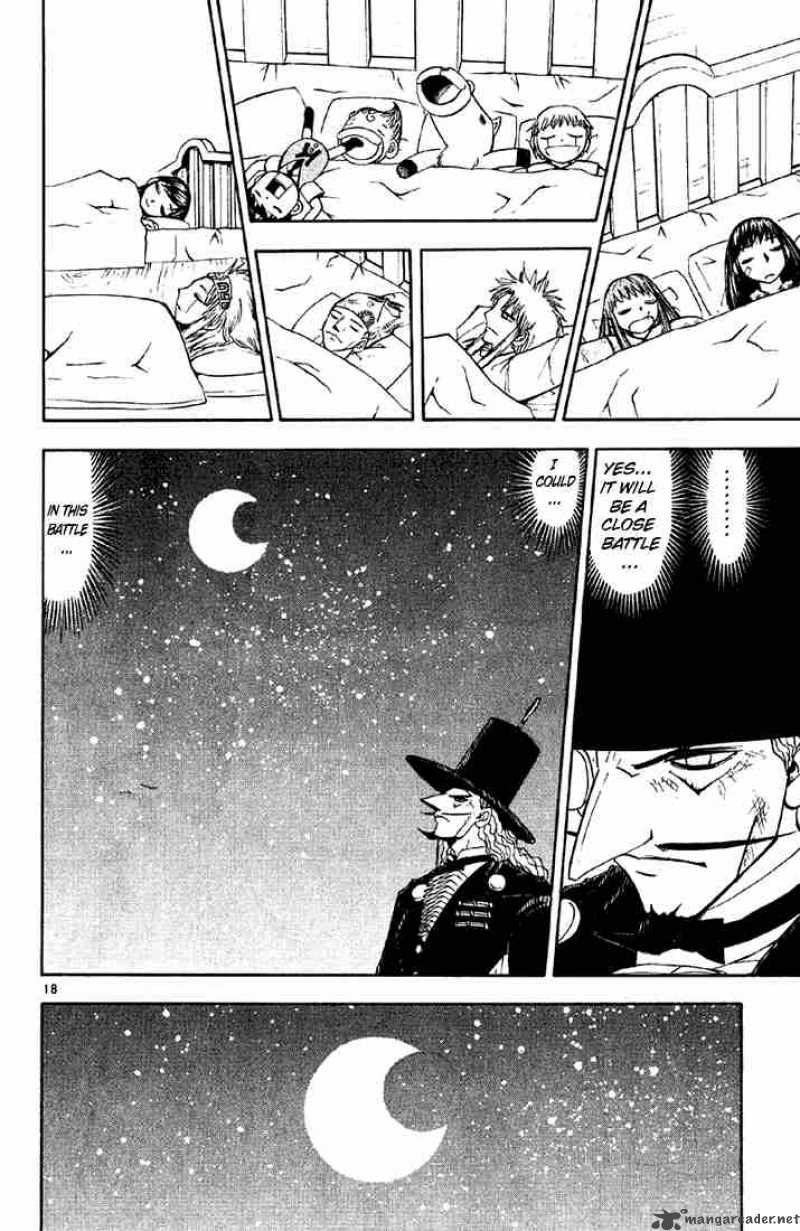 .........
YES...
IT WILL
BE A
CLOSE
BATTLE
...
I
COULD
...
IN THIS
BATTLE
...
18
mangareader.net